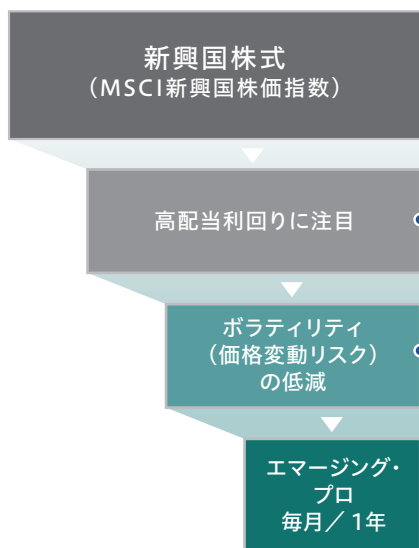 新興国株式
（MSCI新興国株価指数）
高配当利回りに注目
ボラティリティ
（価格変動リスク）
の低減
エマージング・
プロ
毎月／1年